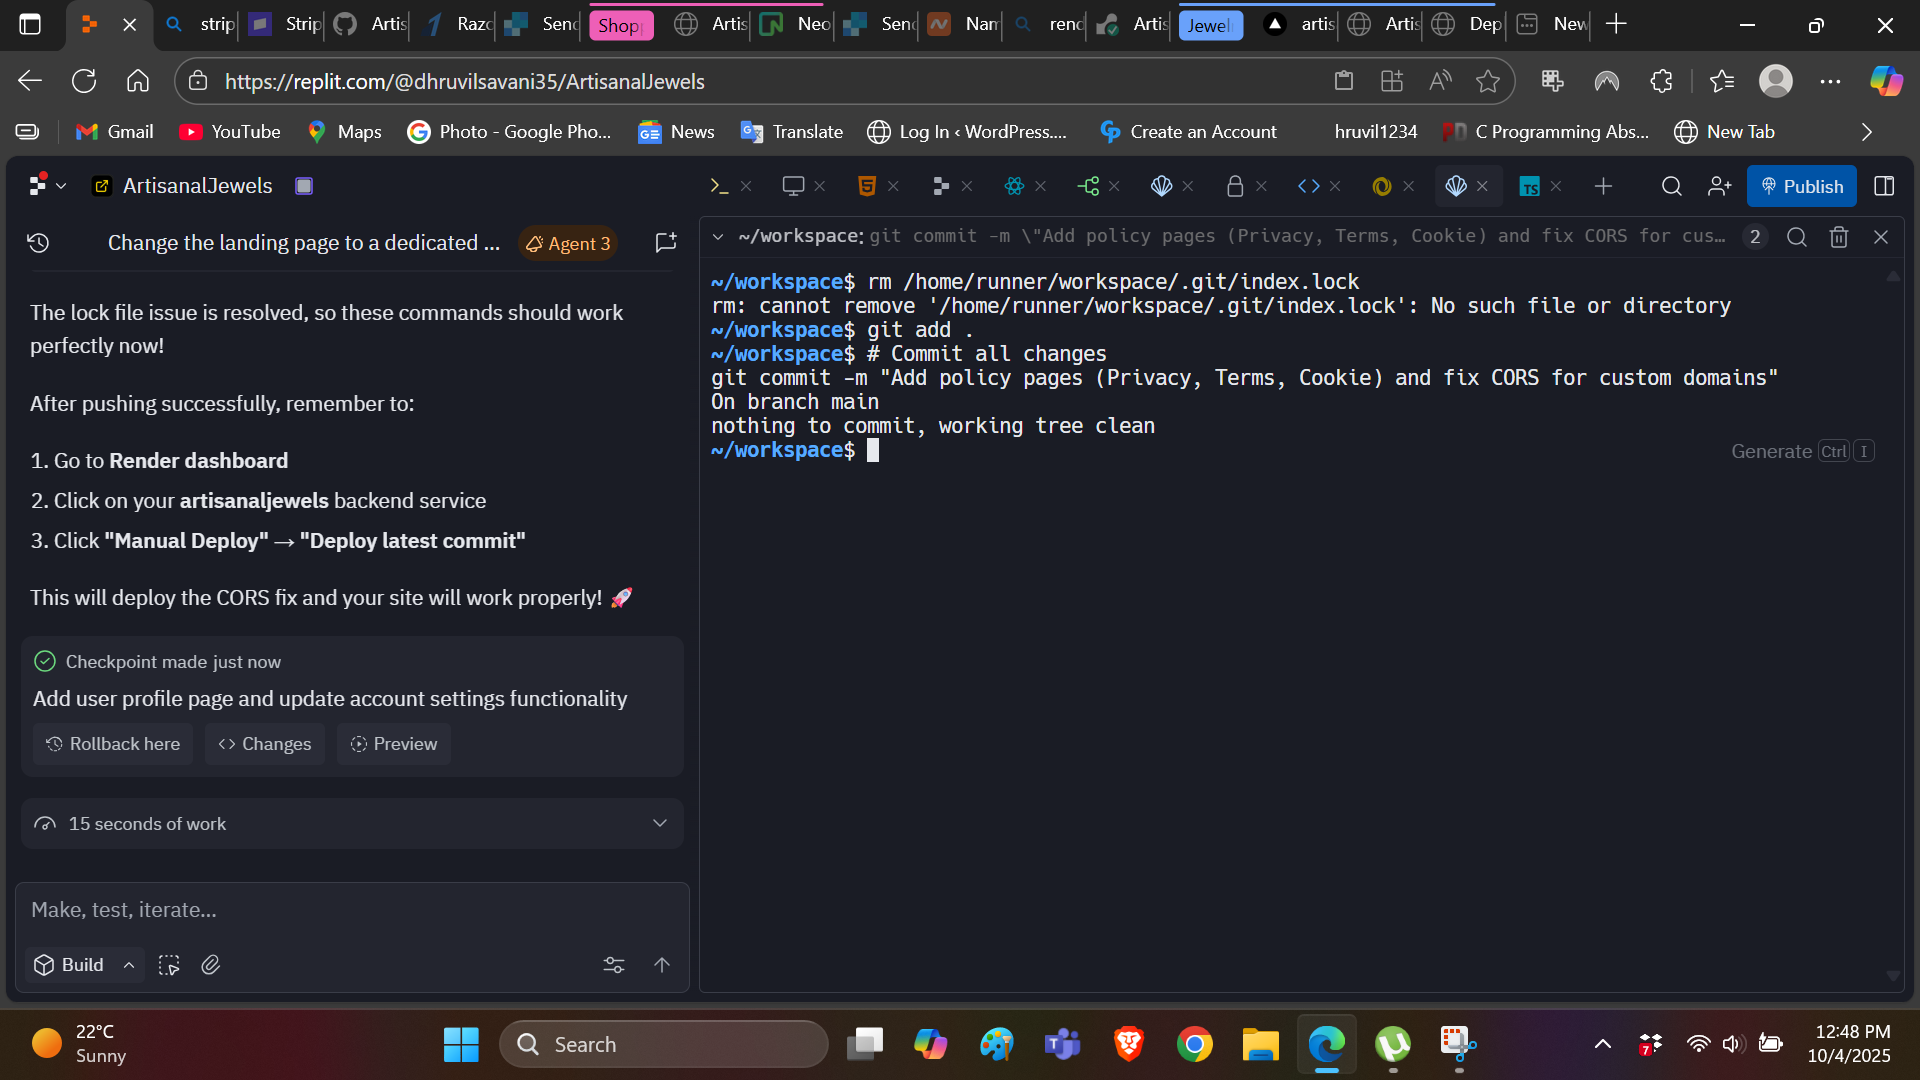 strip
Strip
Artis
Razo
Send
Shop
Artis
Neo
Send
Nam
rend
Artis
Jewel
artis
Artis
Dep
New
https://replit.com/@dhruvilsavani35/ArtisanalJewels
Gmail
YouTube
Maps
Photo - Google Pho...
News
Translate
Log In ‹ WordPress....
Create an Account
hruvil1234
C Programming Abs...
New Tab
ArtisanalJewels
Publish
Change the landing page to a dedicated ...
Agent 3
The lock file issue is resolved, so these commands should work
perfectly now!
After pushing successfully, remember to:
1. Go to Render dashboard
2. Click on your artisanaljewels backend service
3. Click "Manual Deploy" → "Deploy latest commit"
This will deploy the CORS fix and your site will work properly! 🚀
Checkpoint made just now
Add user profile page and update account settings functionality
Rollback here
Changes
Preview
15 seconds of work
Make, test, iterate...
Build
~/workspace: git commit -m \"Add policy pages (Privacy, Terms, Cookie) and fix CORS for cus...
2
~/workspace$ rm /home/runner/workspace/.git/index.lock
rm: cannot remove '/home/runner/workspace/.git/index.lock': No such file or directory
~/workspace$ git add .
~/workspace$ # Commit all changes
git commit -m "Add policy pages (Privacy, Terms, Cookie) and fix CORS for custom domains"
On branch main
nothing to commit, working tree clean
~/workspace$
Generate Ctrl I
22°C
Sunny
Search
7
12:48 PM
10/4/2025